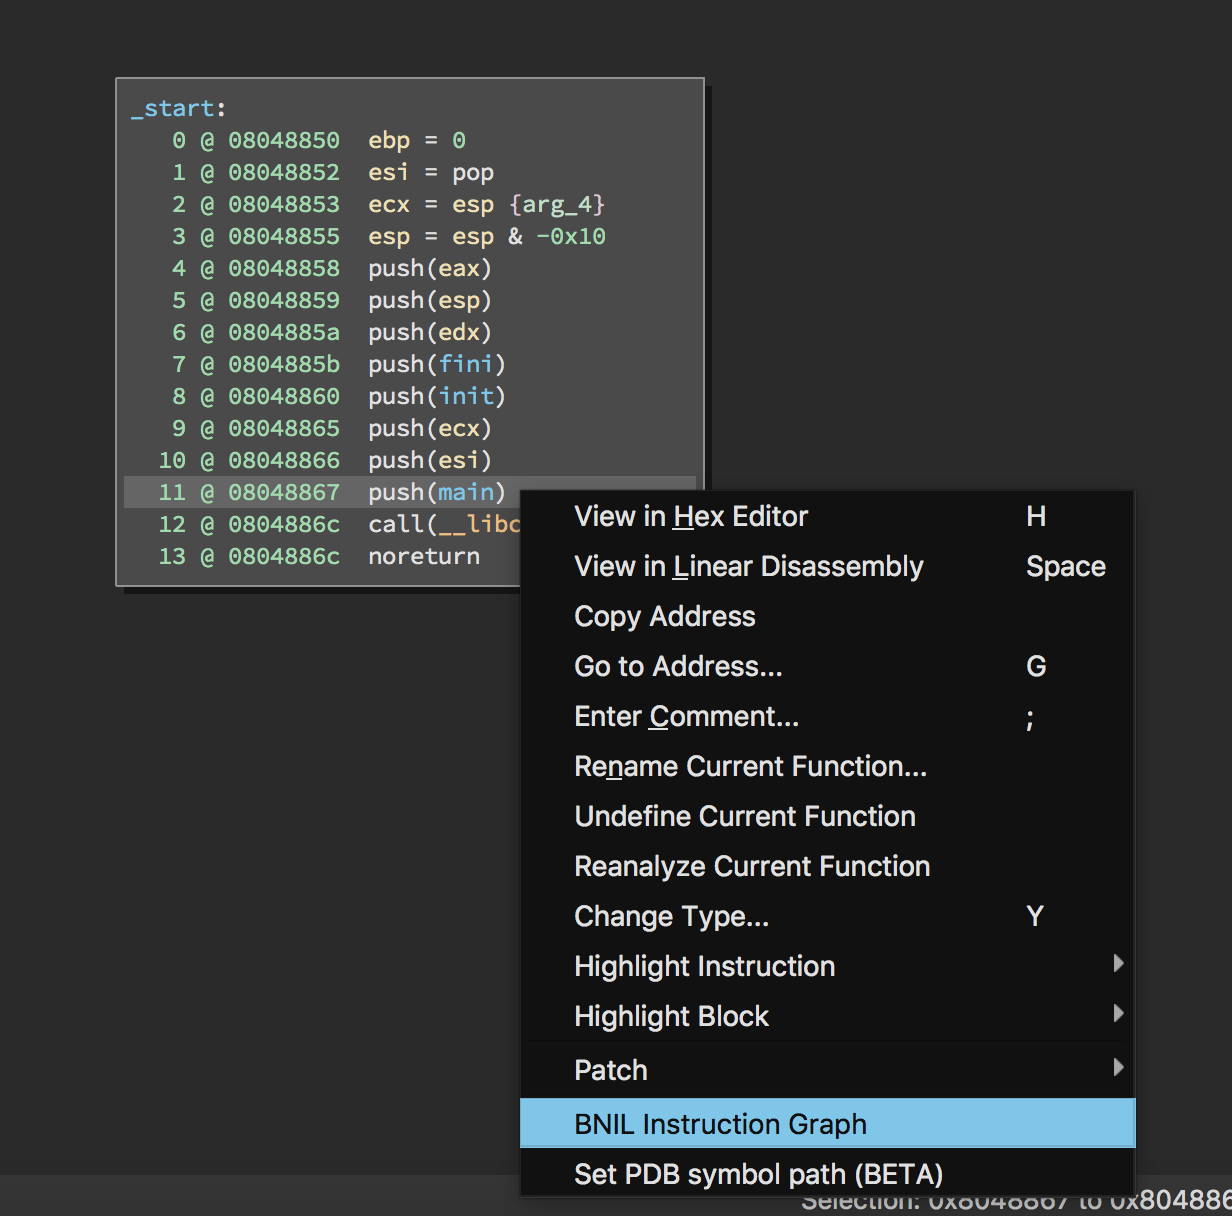 _start:
0 @ 08048850 ebp = 0
1 @ 08048852 esi = pop
2 @ 08048853 ecx = esp {arg_4}
3 @ 08048855 esp = esp & -0x10
4 @ 08048858 push(eax)
5 @ 08048859 push(esp)
6 @ 0804885a push(edx)
7 @ 0804885b push(fini)
8 @ 08048860 push(init)
9 @ 08048865 push(ecx)
10 @ 08048866 push(esi)
11 @ 08048867 push(main)
12 @ 0804886c call(__libc
13 @ 0804886c noreturn
View in Hex Editor H
View in Linear Disassembly Space
Copy Address
Go to Address... G
Enter Comment... ;
Rename Current Function...
Undefine Current Function
Reanalyze Current Function
Change Type... Y
Highlight Instruction
Highlight Block
Patch
BNIL Instruction Graph
Set PDB symbol path (BETA)
Selection: 0x8048867 to 0x804886